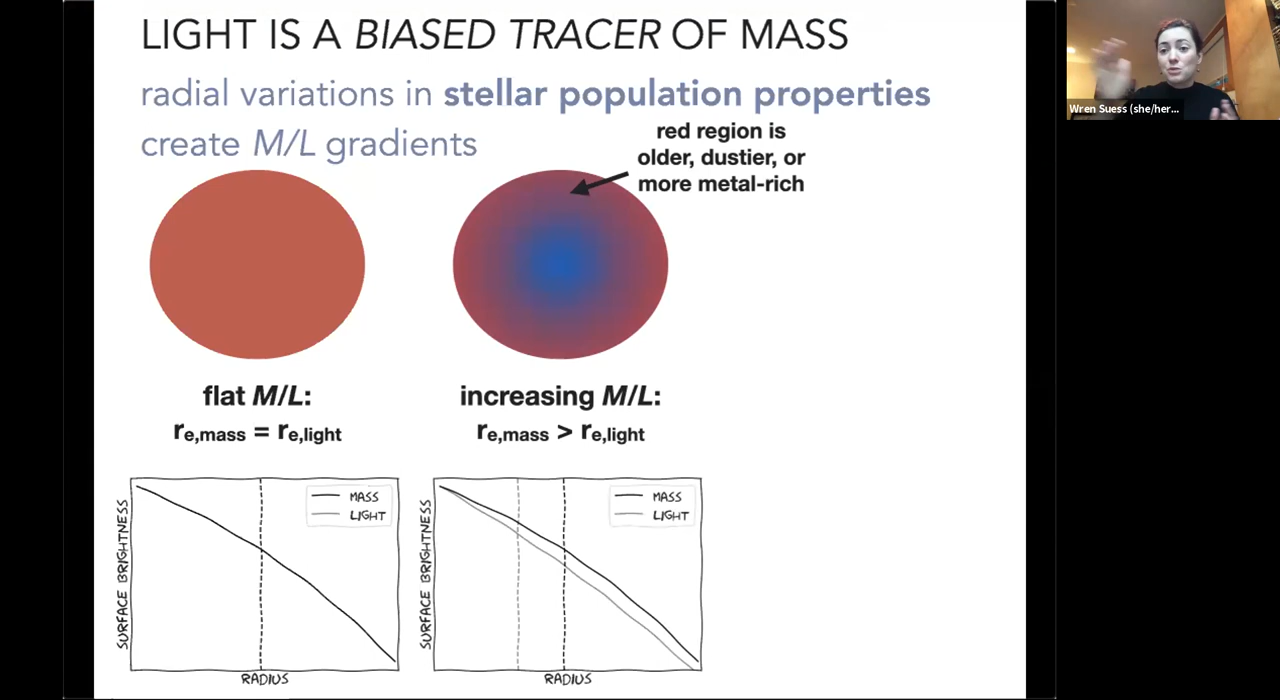 LIGHT IS A BIASED TRACER OF MASS
radial variations in stellar population properties
create M/L gradients
red region is
older, dustier, or
more metal-rich
flat M/L:
re,mass = re,light
increasing M/L:
re,mass > re,light
SURFACE BRIGHTNESS
MASS
LIGHT
RADIUS
SURFACE BRIGHTNESS
MASS
LIGHT
RADIUS
Wren Suess (she/her...